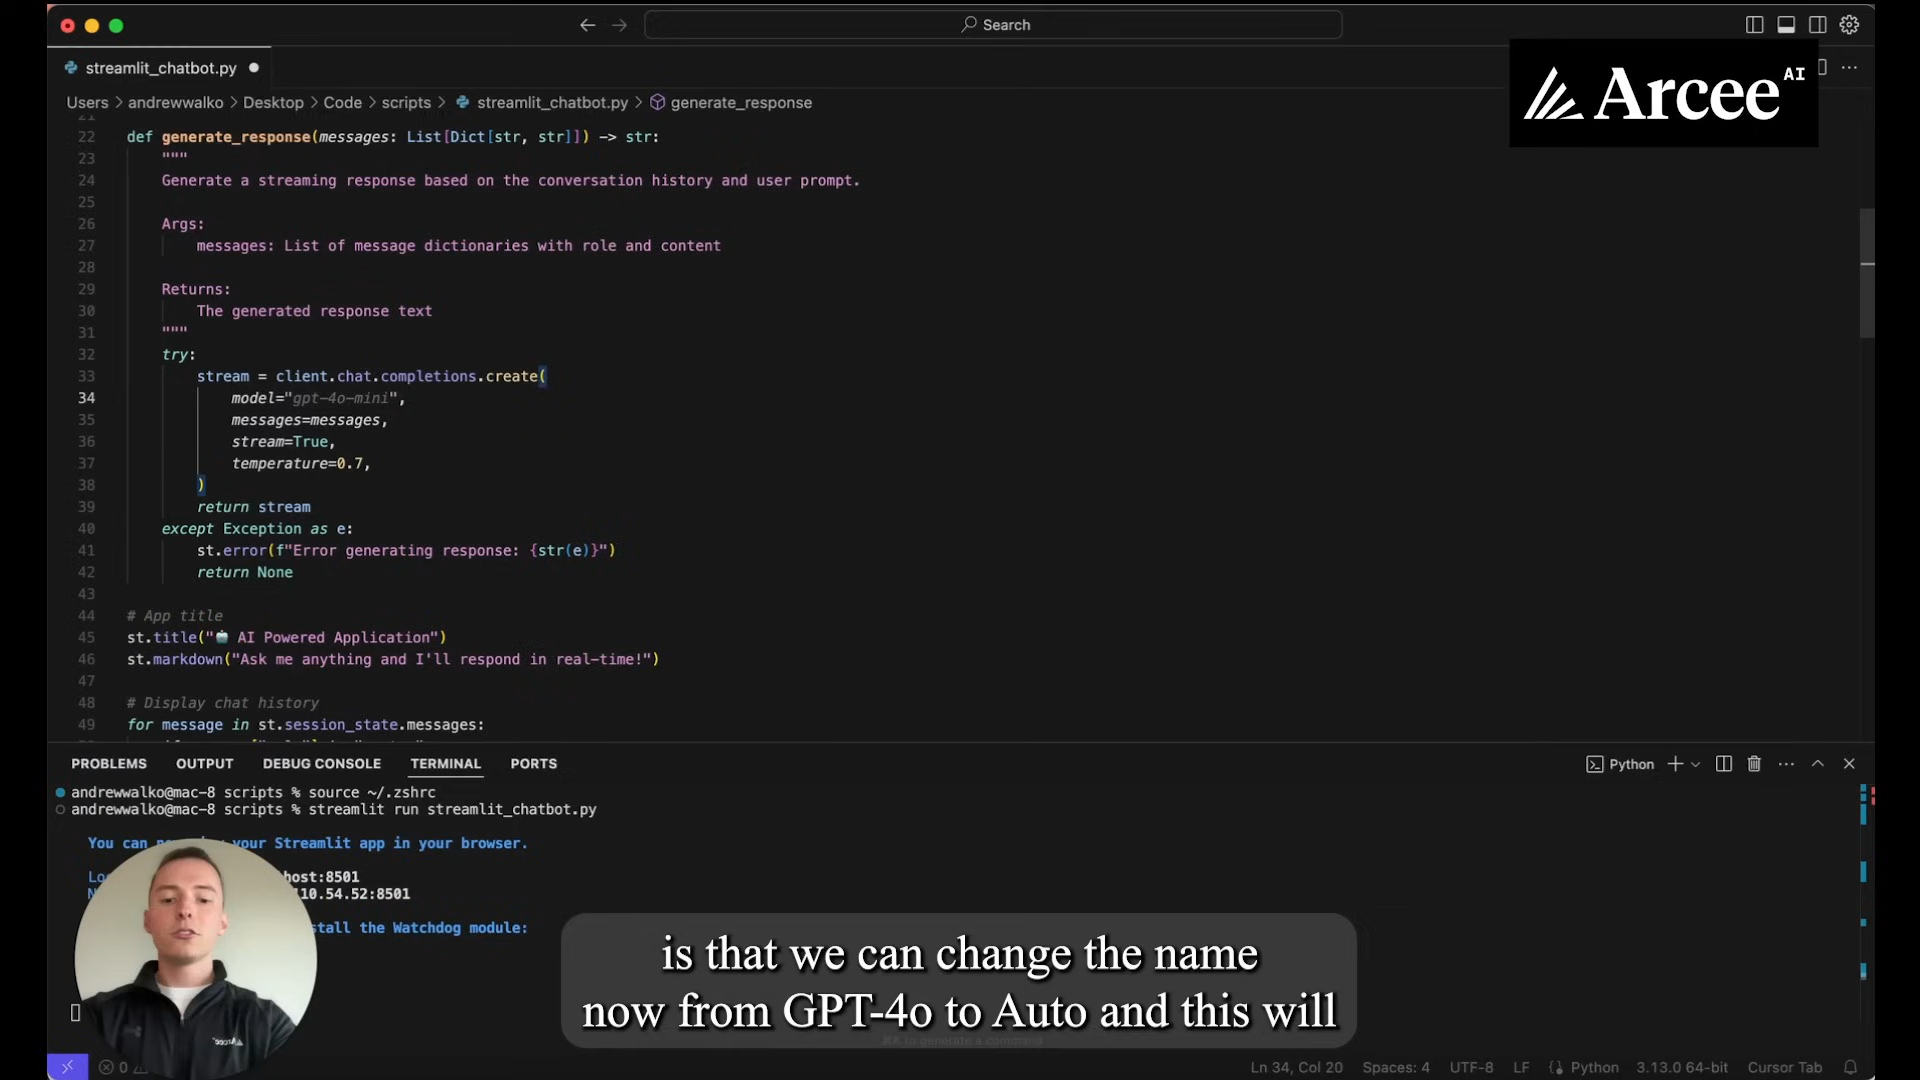 Search
streamlit_chatbot.py
Arcee AI
Users > andrewwalko > Desktop > Code > scripts > streamlit_chatbot.py > generate_response
21
22 def generate_response(messages: List[Dict[str, str]]) -> str:
23 """
24 Generate a streaming response based on the conversation history and user prompt.
25
26 Args:
27 messages: List of message dictionaries with role and content
28
29 Returns:
30 The generated response text
31 """
32 try:
33 stream = client.chat.completions.create(
34 model="gpt-4o-mini",
35 messages=messages,
36 stream=True,
37 temperature=0.7,
38 )
39 return stream
40 except Exception as e:
41 st.error(f"Error generating response: {str(e)}")
42 return None
43
44 # App title
45 st.title("🤖 AI Powered Application")
46 st.markdown("Ask me anything and I'll respond in real-time!")
47
48 # Display chat history
49 for message in st.session_state.messages:
PROBLEMS OUTPUT DEBUG CONSOLE TERMINAL PORTS
Python
andrewwalko@mac-8 scripts % source ~/.zshrc
andrewwalko@mac-8 scripts % streamlit run streamlit_chatbot.py
You can your Streamlit app in your browser.
host:8501
110.54.52:8501
the Watchdog module:
is that we can change the name
now from GPT-4o to Auto and this will
⌘K to generate a command
Arcee
0
Ln 34, Col 20 Spaces: 4 UTF-8 LF Python 3.13.0 64-bit Cursor Tab